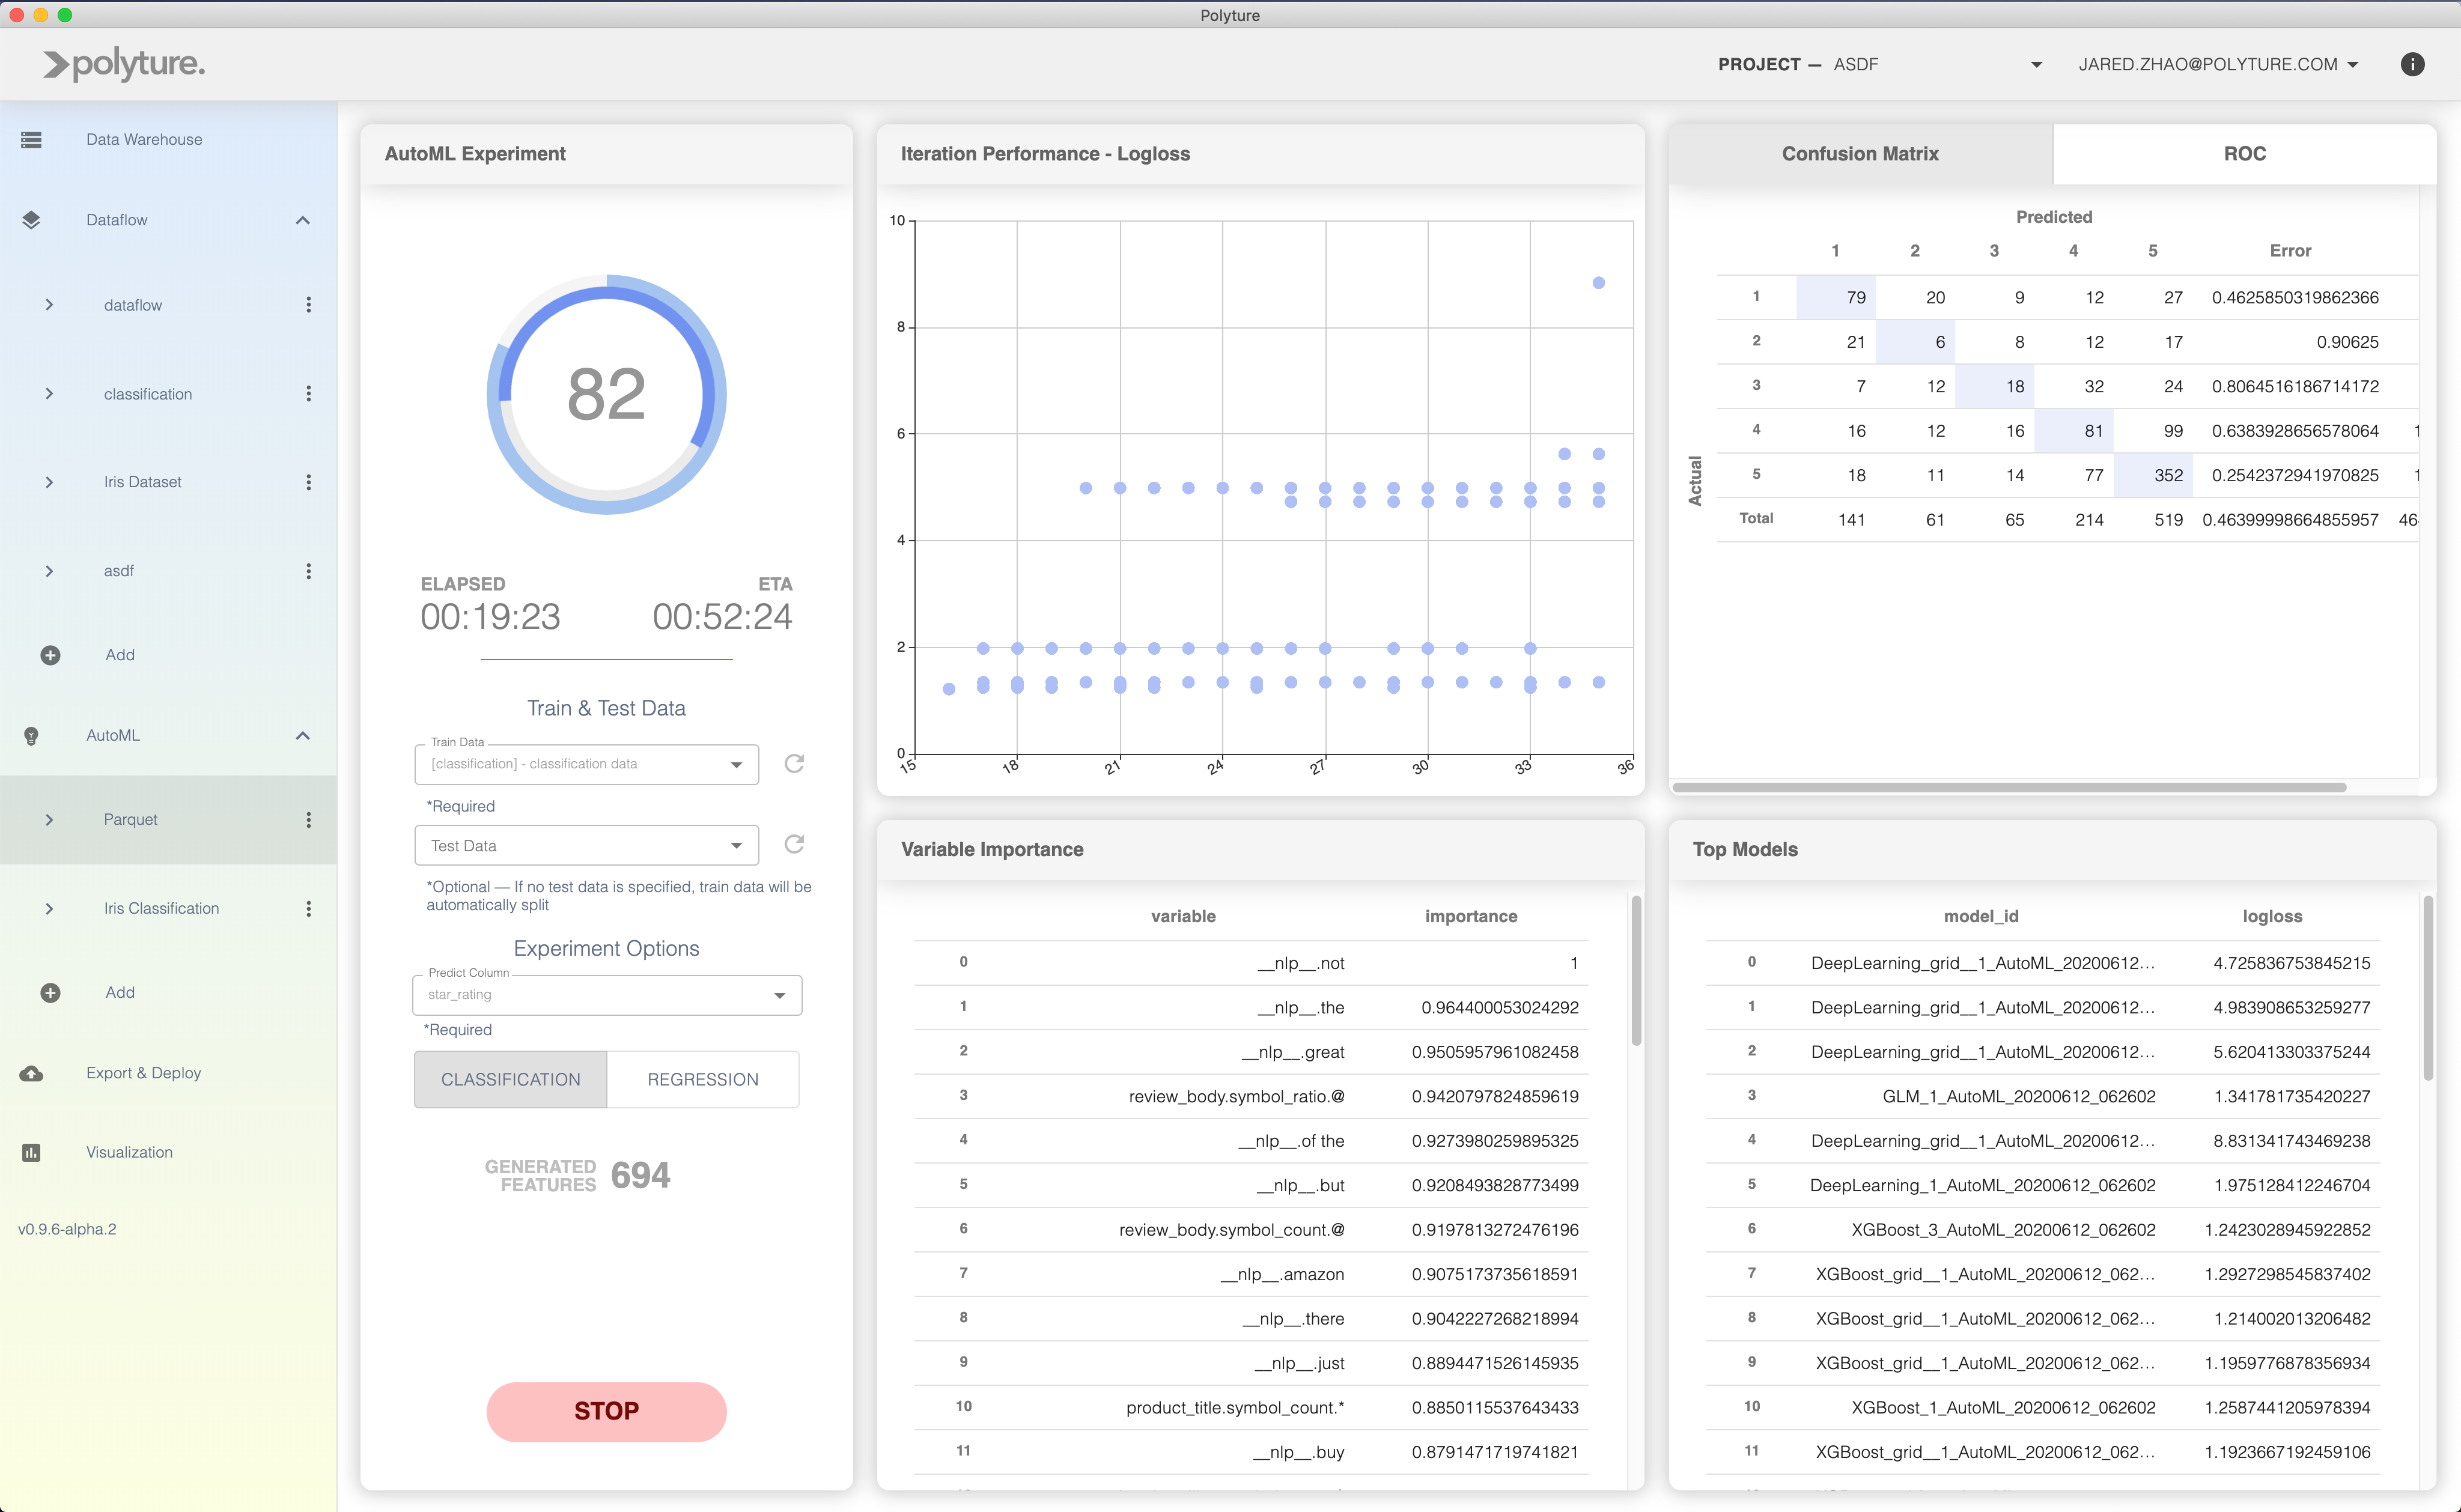 Polyture
polyture.
PROJECT — ASDF
JARED.ZHAO@POLYTURE.COM
i
Data Warehouse
Dataflow
dataflow
classification
Iris Dataset
asdf
Add
AutoML
Parquet
Iris Classification
Add
Export & Deploy
Visualization
v0.9.6-alpha.2
AutoML Experiment
82
ELAPSED ETA
00:19:23 00:52:24
Train & Test Data
Train Data
[classification] - classification data
*Required
Test Data
*Optional — If no test data is specified, train data will be
automatically split
Experiment Options
Predict Column
star_rating
*Required
CLASSIFICATION REGRESSION
GENERATED
FEATURES 694
STOP
Iteration Performance - Logloss
10
8
6
4
2
0
15 18 21 24 27 30 33 36
Confusion Matrix ROC
Predicted
1 2 3 4 5 Error
Actual
1 79 20 9 12 27 0.4625850319862366
2 21 6 8 12 17 0.90625
3 7 12 18 32 24 0.8064516186714172
4 16 12 16 81 99 0.6383928656578064 1
5 18 11 14 77 352 0.2542372941970825 1
Total 141 61 65 214 519 0.46399998664855957 46
Variable Importance
variable importance
0 __nlp__.not 1
1 __nlp__.the 0.964400053024292
2 __nlp__.great 0.9505957961082458
3 review_body.symbol_ratio.@ 0.9420797824859619
4 __nlp__.of the 0.9273980259895325
5 __nlp__.but 0.9208493828773499
6 review_body.symbol_count.@ 0.9197813272476196
7 __nlp__.amazon 0.9075173735618591
8 __nlp__.there 0.9042227268218994
9 __nlp__.just 0.8894471526145935
10 product_title.symbol_count.* 0.8850115537643433
11 __nlp__.buy 0.8791471719741821
Top Models
model_id logloss
0 DeepLearning_grid__1_AutoML_20200612... 4.725836753845215
1 DeepLearning_grid__1_AutoML_20200612... 4.983908653259277
2 DeepLearning_grid__1_AutoML_20200612... 5.620413303375244
3 GLM_1_AutoML_20200612_062602 1.341781735420227
4 DeepLearning_grid__1_AutoML_20200612... 8.831341743469238
5 DeepLearning_1_AutoML_20200612_062602 1.975128412246704
6 XGBoost_3_AutoML_20200612_062602 1.2423028945922852
7 XGBoost_grid__1_AutoML_20200612_062... 1.2927298545837402
8 XGBoost_grid__1_AutoML_20200612_062... 1.214002013206482
9 XGBoost_grid__1_AutoML_20200612_062... 1.1959776878356934
10 XGBoost_1_AutoML_20200612_062602 1.2587441205978394
11 XGBoost_grid__1_AutoML_20200612_062... 1.1923667192459106